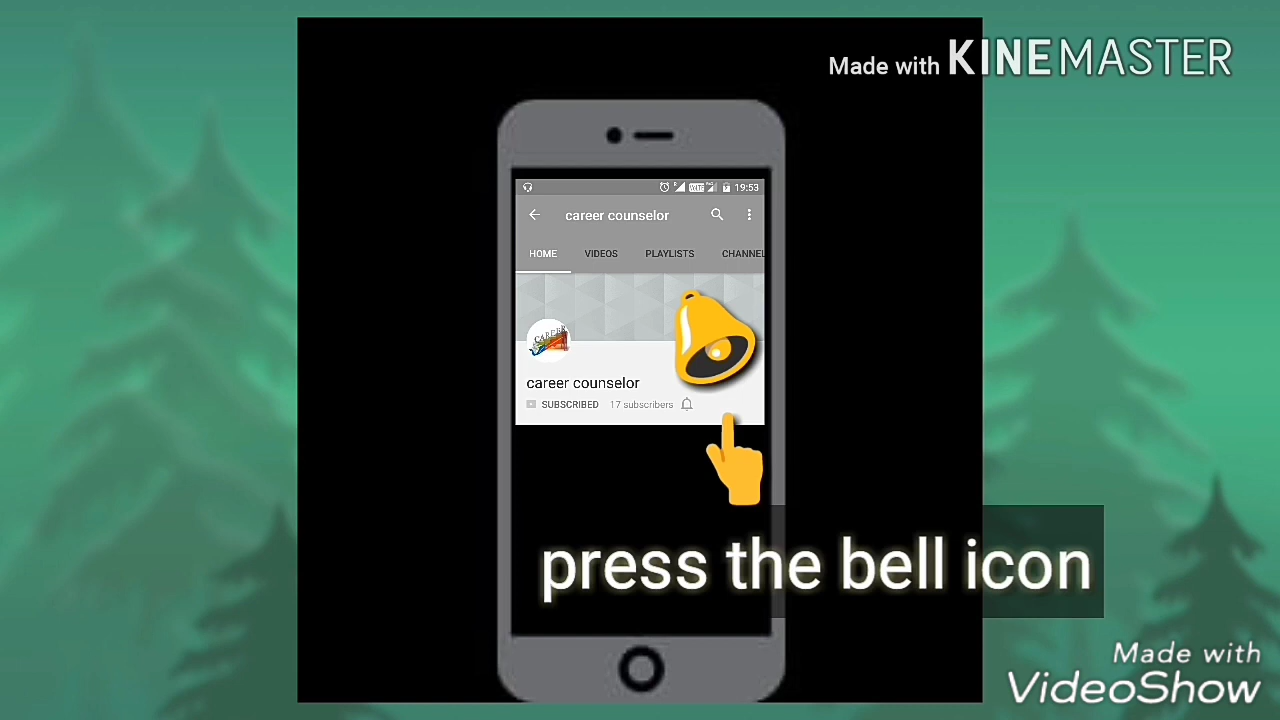 Made with KINEMASTER
19:53
career counselor
HOME VIDEOS PLAYLISTS CHANNEL
CAREER
career counselor
SUBSCRIBED 17 subscribers
press the bell icon
Made with
VideoShow